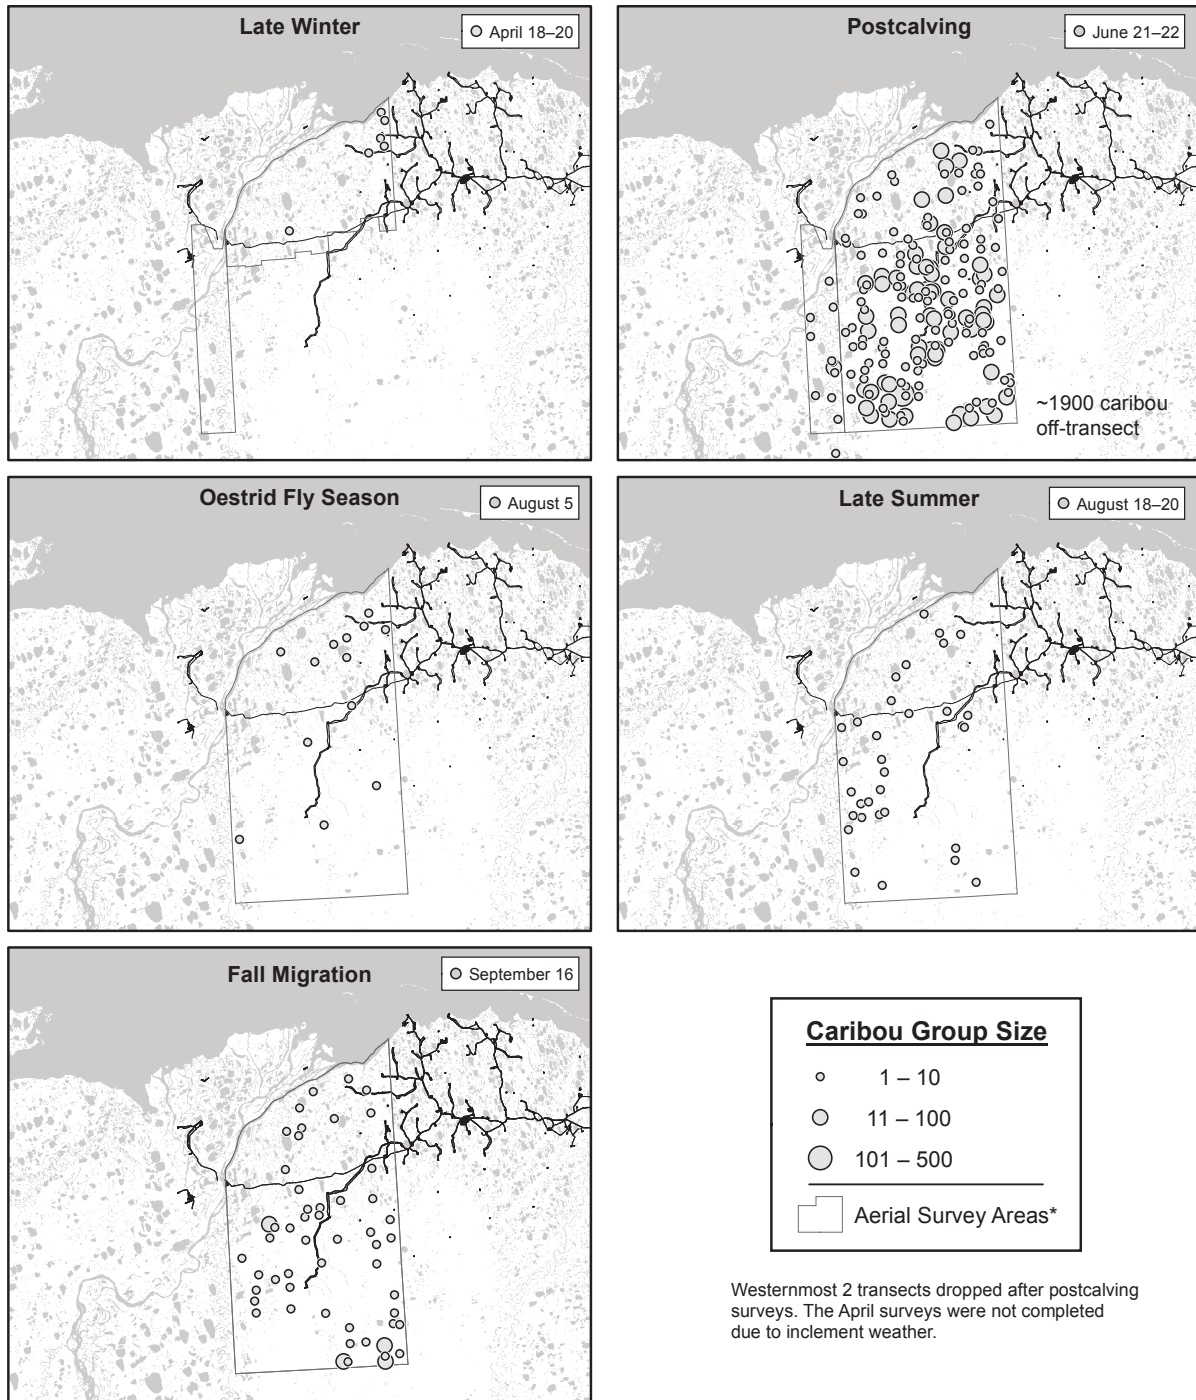 Late Winter
April 18–20
Postcalving
June 21–22
~1900 caribou
off-transect
Oestrid Fly Season
August 5
Late Summer
August 18–20
Fall Migration
September 16
Caribou Group Size
1 – 10
11 – 100
101 – 500
Aerial Survey Areas*
Westernmost 2 transects dropped after postcalving
surveys. The April surveys were not completed
due to inclement weather.